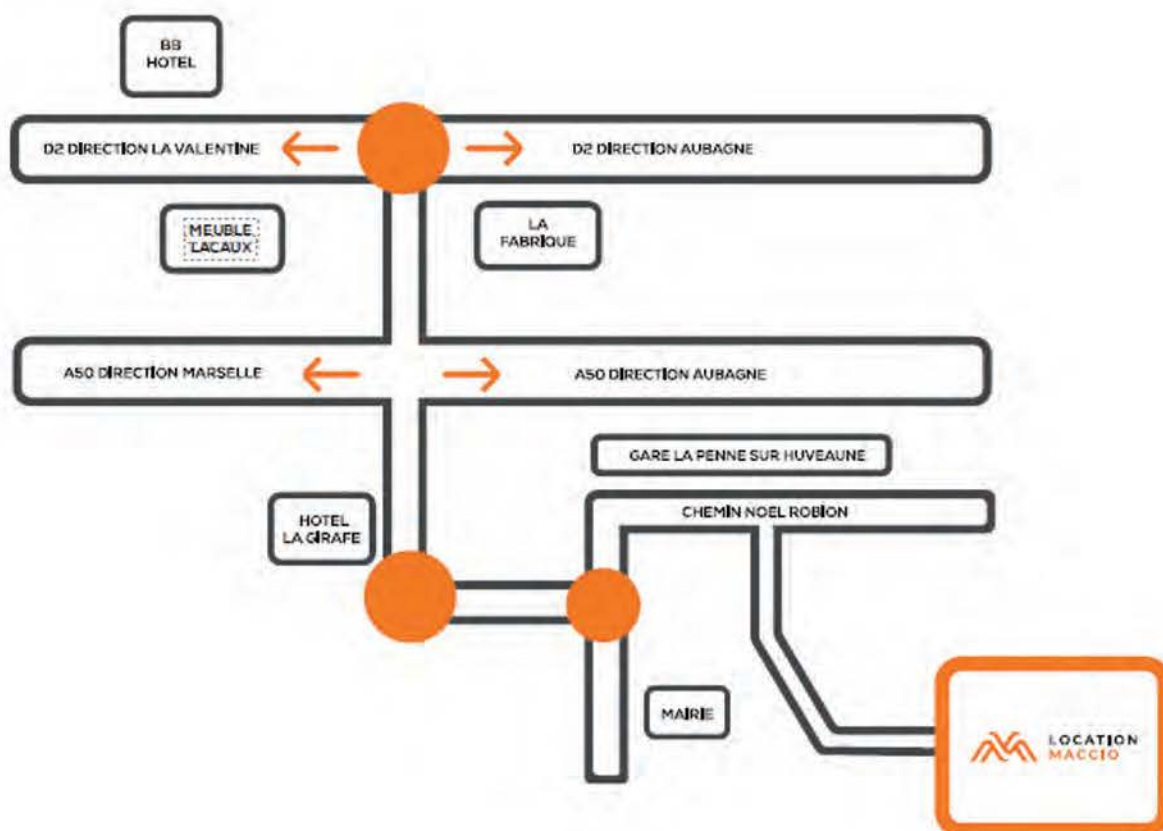 BB
HOTEL
D2 DIRECTION LA VALENTINE
D2 DIRECTION AUBAGNE
MEUBLE
LACAUX
LA
FABRIQUE
A50 DIRECTION MARSELLE
A50 DIRECTION AUBAGNE
GARE LA PENNE SUR HUVEAUNE
CHEMIN NOEL ROBION
HOTEL
LA GIRAFE
MAIRIE
LOCATION
MACCIO